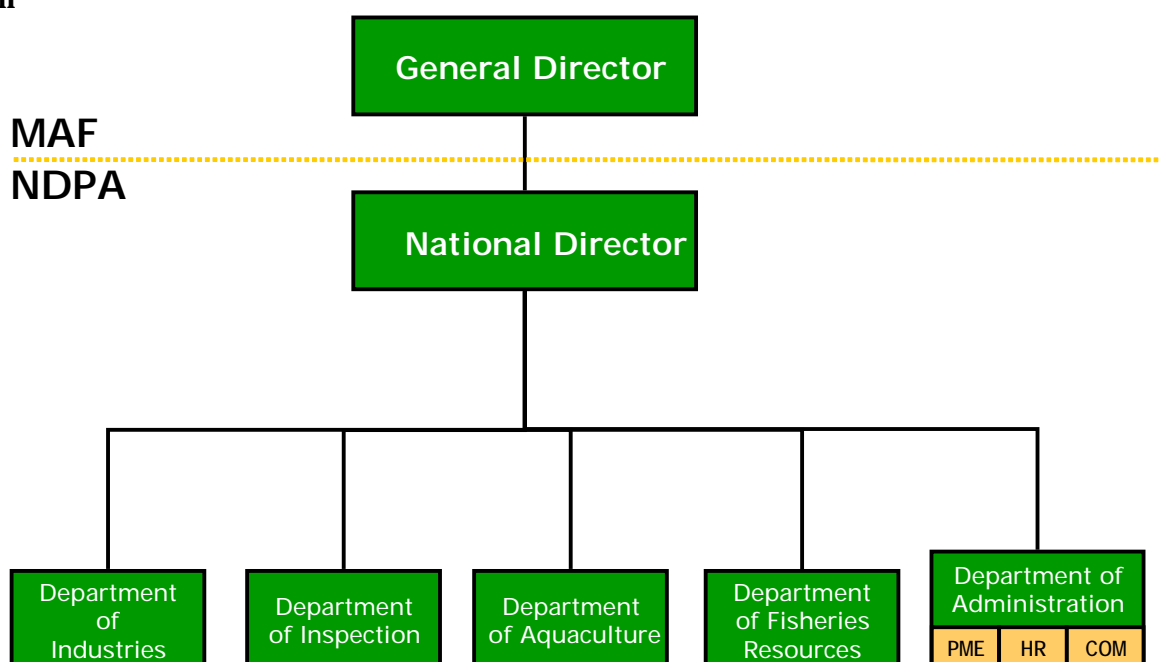 General Director
MAF
NDPA
National Director
Department
of
Industries
Department
of Inspection
Department
of Aquaculture
Department
of Fisheries
Resources
Department of
Administration
PME HR COM